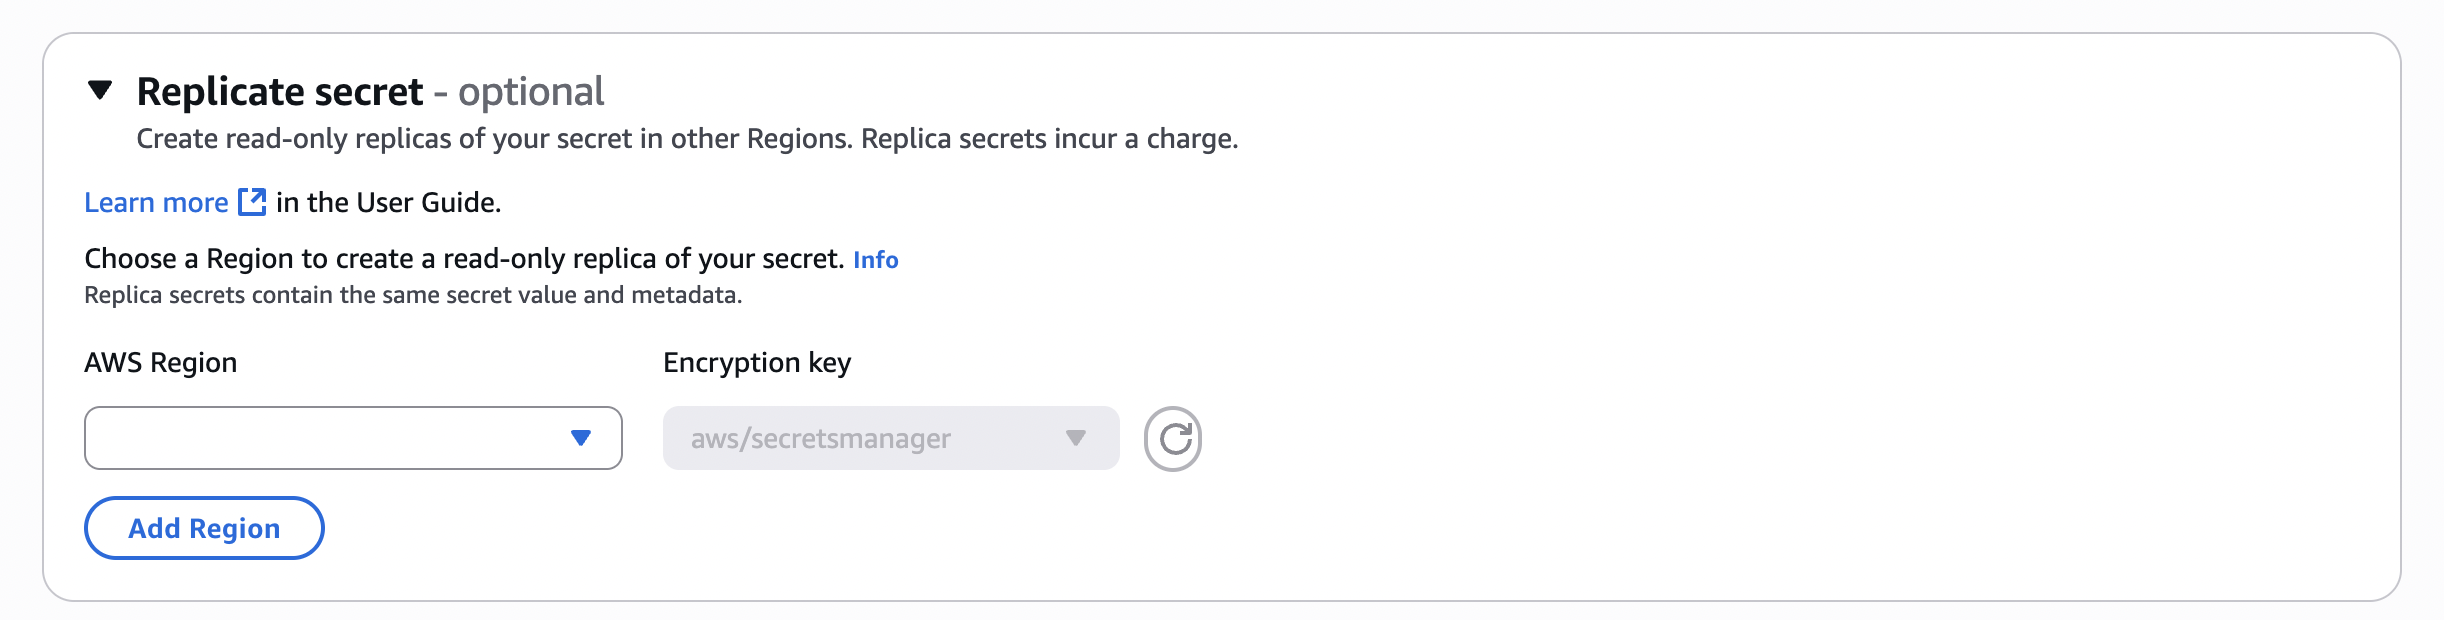 Replicate secret - optional
Create read-only replicas of your secret in other Regions. Replica secrets incur a charge.
Learn more in the User Guide.
Choose a Region to create a read-only replica of your secret. Info
Replica secrets contain the same secret value and metadata.
AWS Region
Encryption key
aws/secretsmanager
Add Region